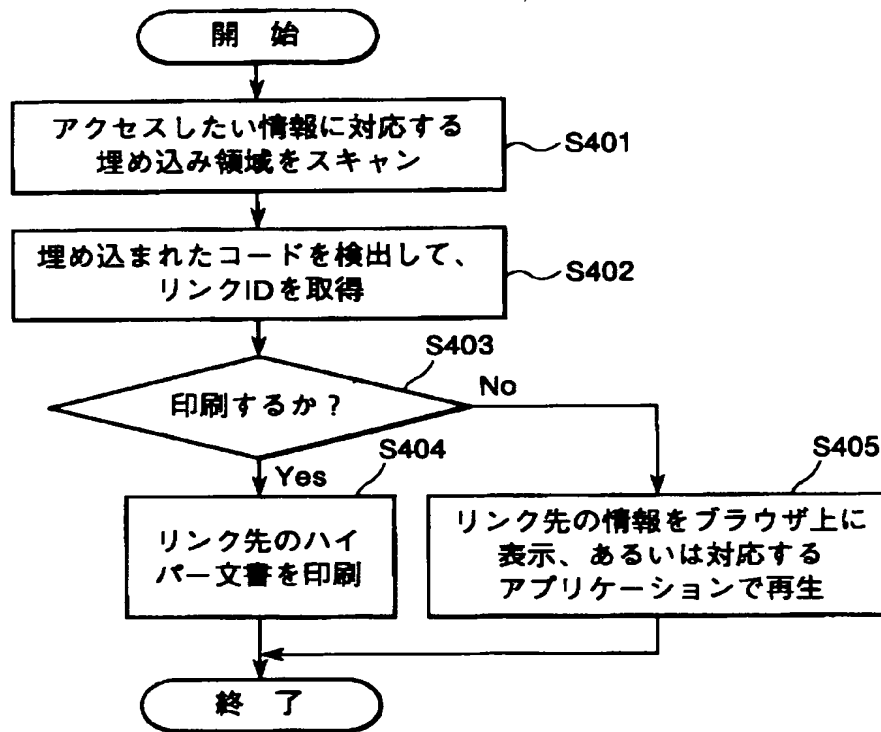 開 始
アクセスしたい情報に対応する
埋め込み領域をスキャン
S401
埋め込まれたコードを検出して、
リンクIDを取得
S402
S403
印刷するか？
No
Yes
S404
リンク先のハイ
パー文書を印刷
S405
リンク先の情報をブラウザ上に
表示、あるいは対応する
アプリケーションで再生
終 了